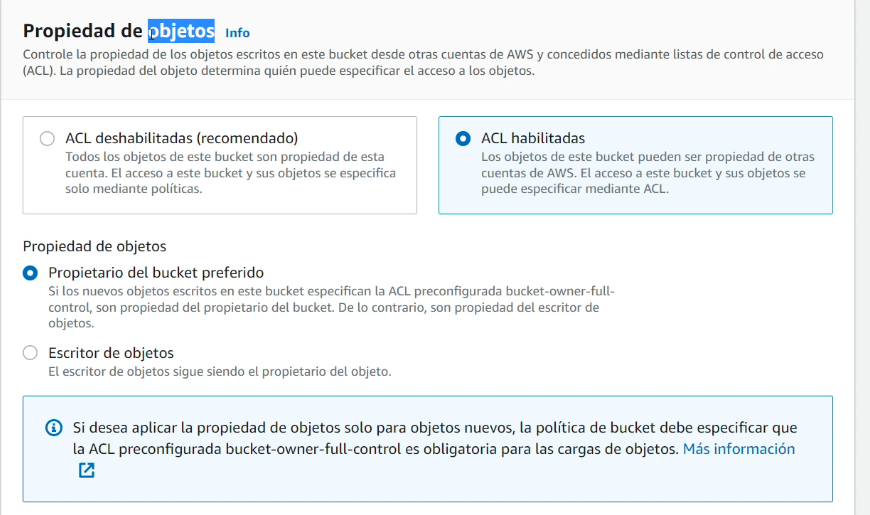 Propiedad de objetos Info
Controle la propiedad de los objetos escritos en este bucket desde otras cuentas de AWS y concedidos mediante listas de control de acceso
(ACL). La propiedad del objeto determina quién puede especificar el acceso a los objetos.
ACL deshabilitadas (recomendado)
Todos los objetos de este bucket son propiedad de esta
cuenta. El acceso a este bucket y sus objetos se especifica
solo mediante políticas.
ACL habilitadas
Los objetos de este bucket pueden ser propiedad de otras
cuentas de AWS. El acceso a este bucket y sus objetos se
puede especificar mediante ACL.
Propiedad de objetos
Propietario del bucket preferido
Si los nuevos objetos escritos en este bucket especifican la ACL preconfigurada bucket-owner-full-
control, son propiedad del propietario del bucket. De lo contrario, son propiedad del escritor de
objetos.
Escritor de objetos
El escritor de objetos sigue siendo el propietario del objeto.
Si desea aplicar la propiedad de objetos solo para objetos nuevos, la política de bucket debe especificar que
la ACL preconfigurada bucket-owner-full-control es obligatoria para las cargas de objetos. Más información